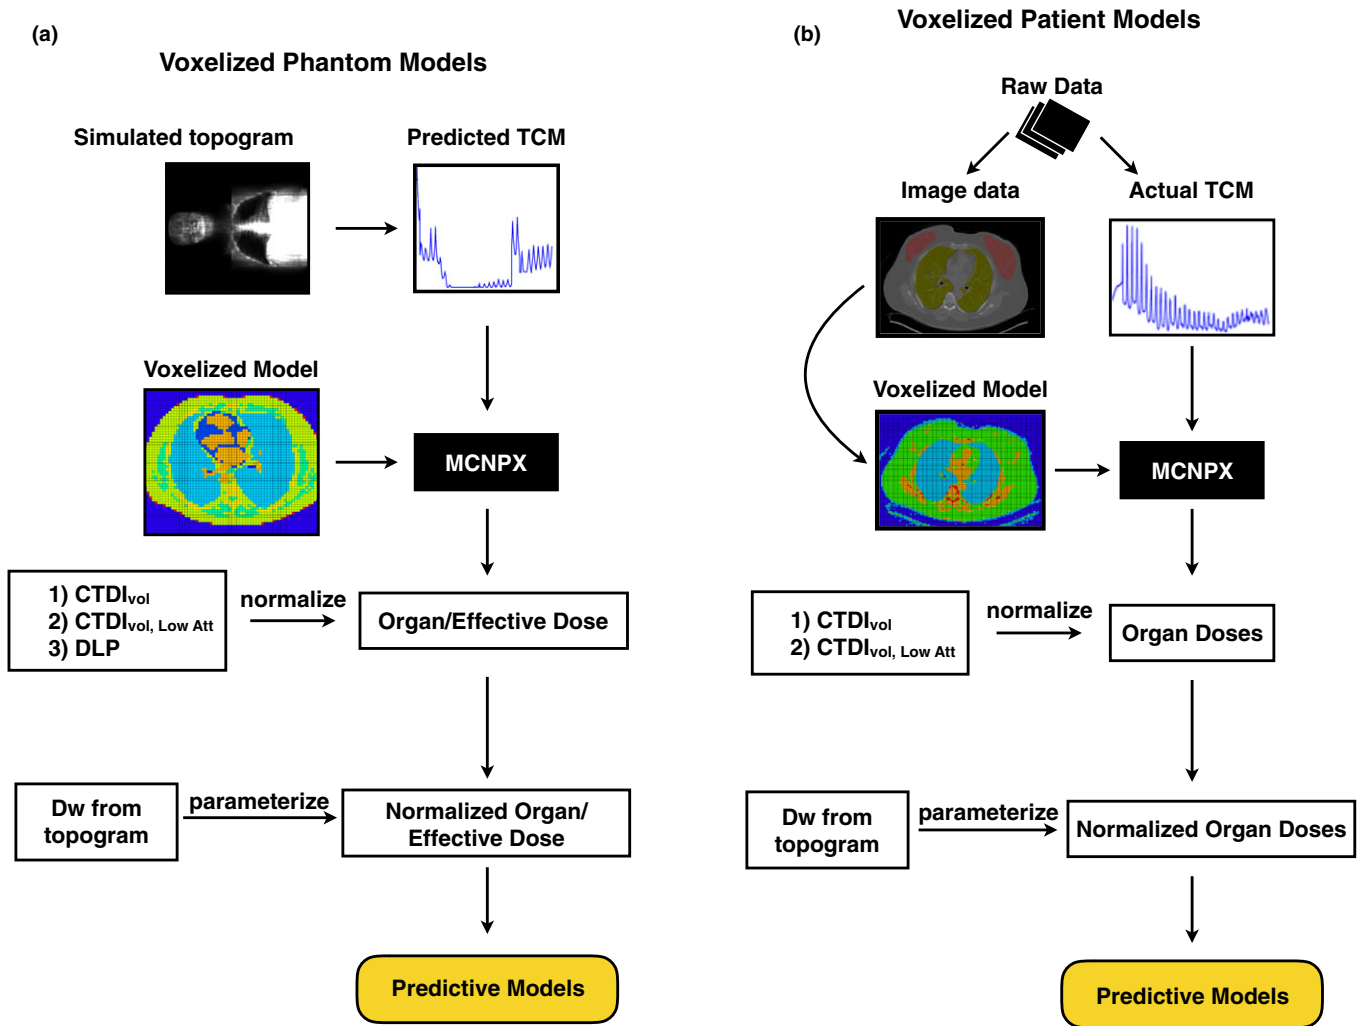 (a)
Voxelized Phantom Models
Simulated topogram
Predicted TCM
Voxelized Model
MCNPX
1) CTDIvol
2) CTDIvol, Low Att
3) DLP
normalize
Organ/Effective Dose
Dw from
topogram
parameterize
Normalized Organ/
Effective Dose
Predictive Models
(b)
Voxelized Patient Models
Raw Data
Image data
Actual TCM
Voxelized Model
MCNPX
1) CTDIvol
2) CTDIvol, Low Att
normalize
Organ Doses
Dw from
topogram
parameterize
Normalized Organ Doses
Predictive Models